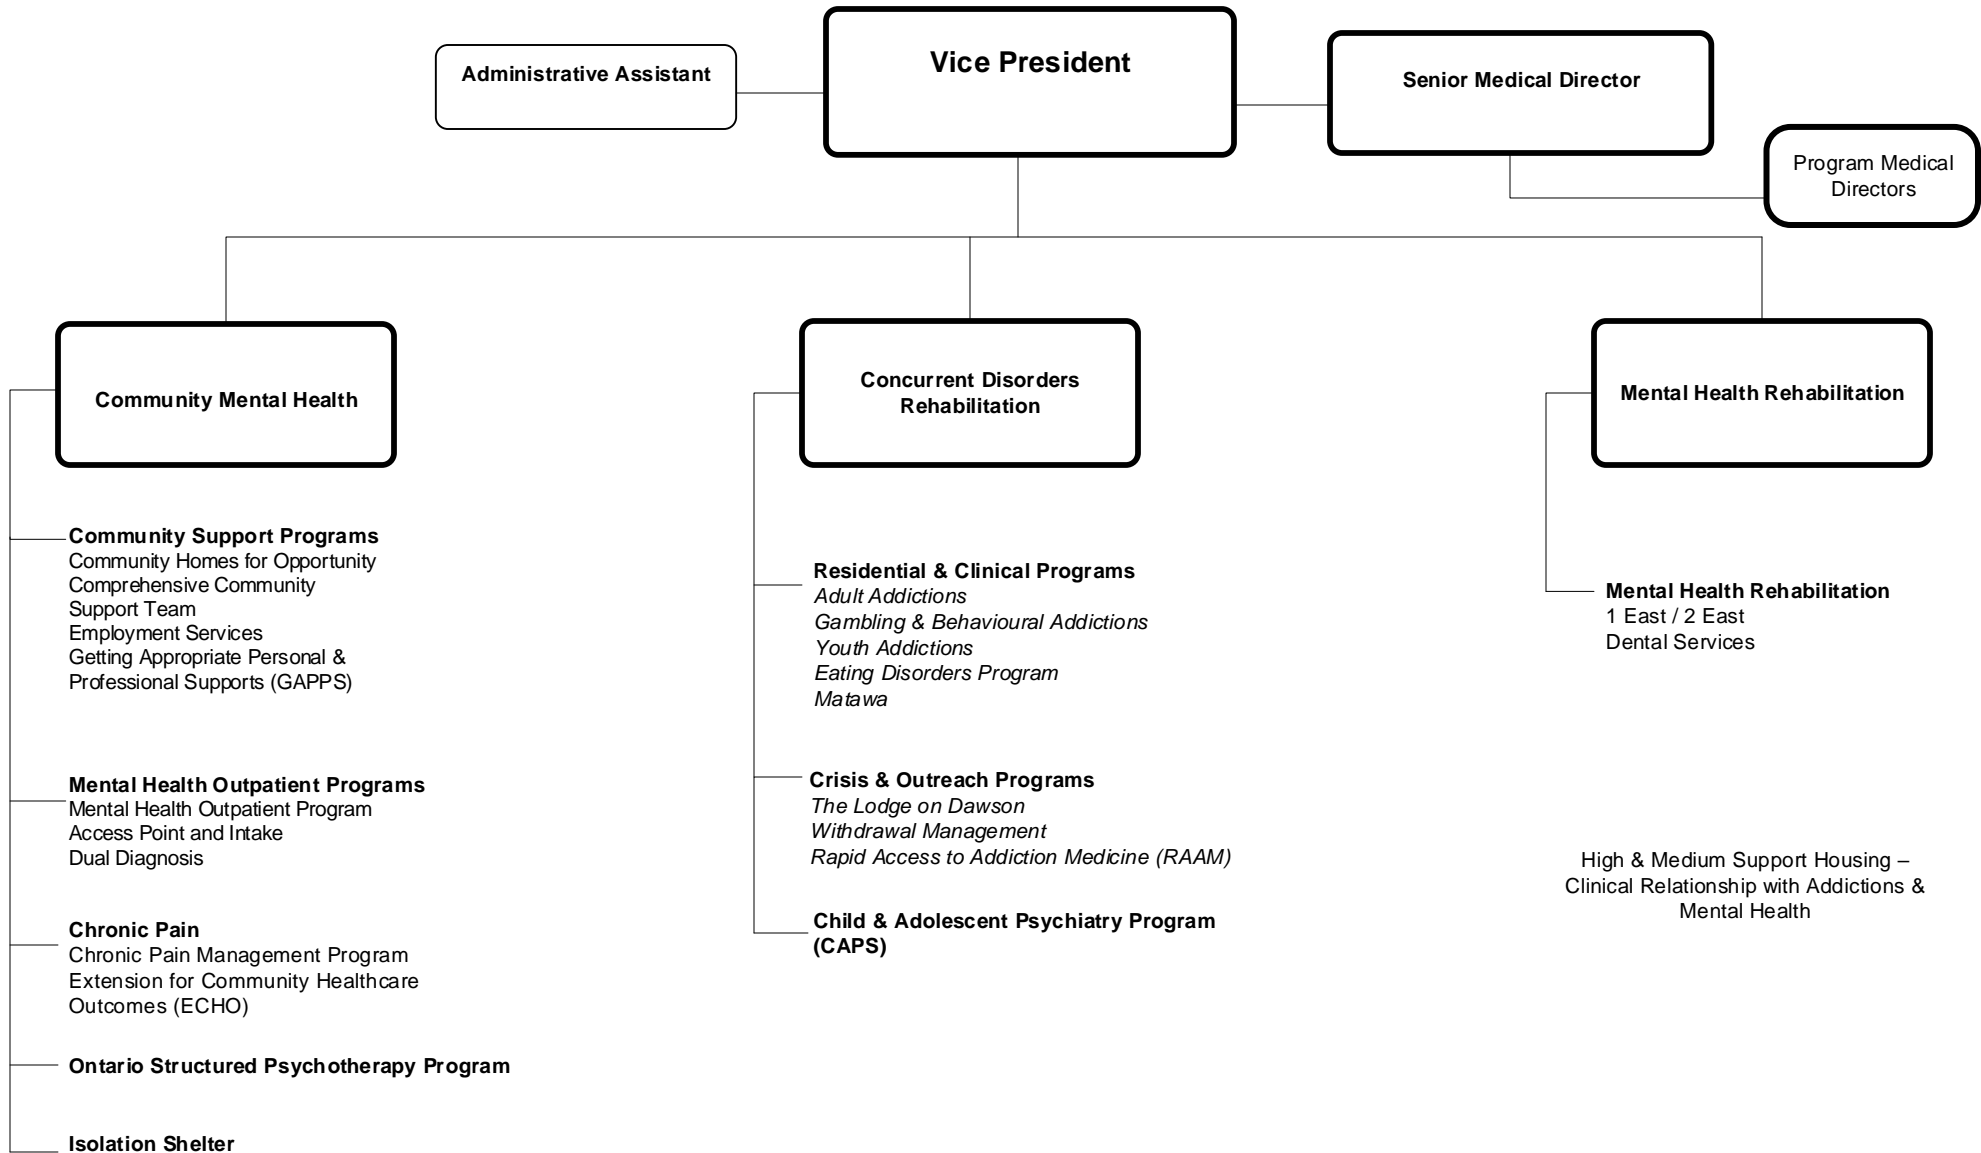 Vice President
Administrative Assistant
Senior Medical Director
Program Medical
Directors
Community Mental Health
Concurrent Disorders
Rehabilitation
Mental Health Rehabilitation
Community Support Programs
Community Homes for Opportunity
Comprehensive Community
Support Team
Employment Services
Getting Appropriate Personal &
Professional Supports (GAPPS)
Mental Health Outpatient Programs
Mental Health Outpatient Program
Access Point and Intake
Dual Diagnosis
Chronic Pain
Chronic Pain Management Program
Extension for Community Healthcare
Outcomes (ECHO)
Ontario Structured Psychotherapy Program
Isolation Shelter
Residential & Clinical Programs
Adult Addictions
Gambling & Behavioural Addictions
Youth Addictions
Eating Disorders Program
Matawa
Crisis & Outreach Programs
The Lodge on Dawson
Withdrawal Management
Rapid Access to Addiction Medicine (RAAM)
Child & Adolescent Psychiatry Program
(CAPS)
Mental Health Rehabilitation
1 East / 2 East
Dental Services
High & Medium Support Housing –
Clinical Relationship with Addictions &
Mental Health